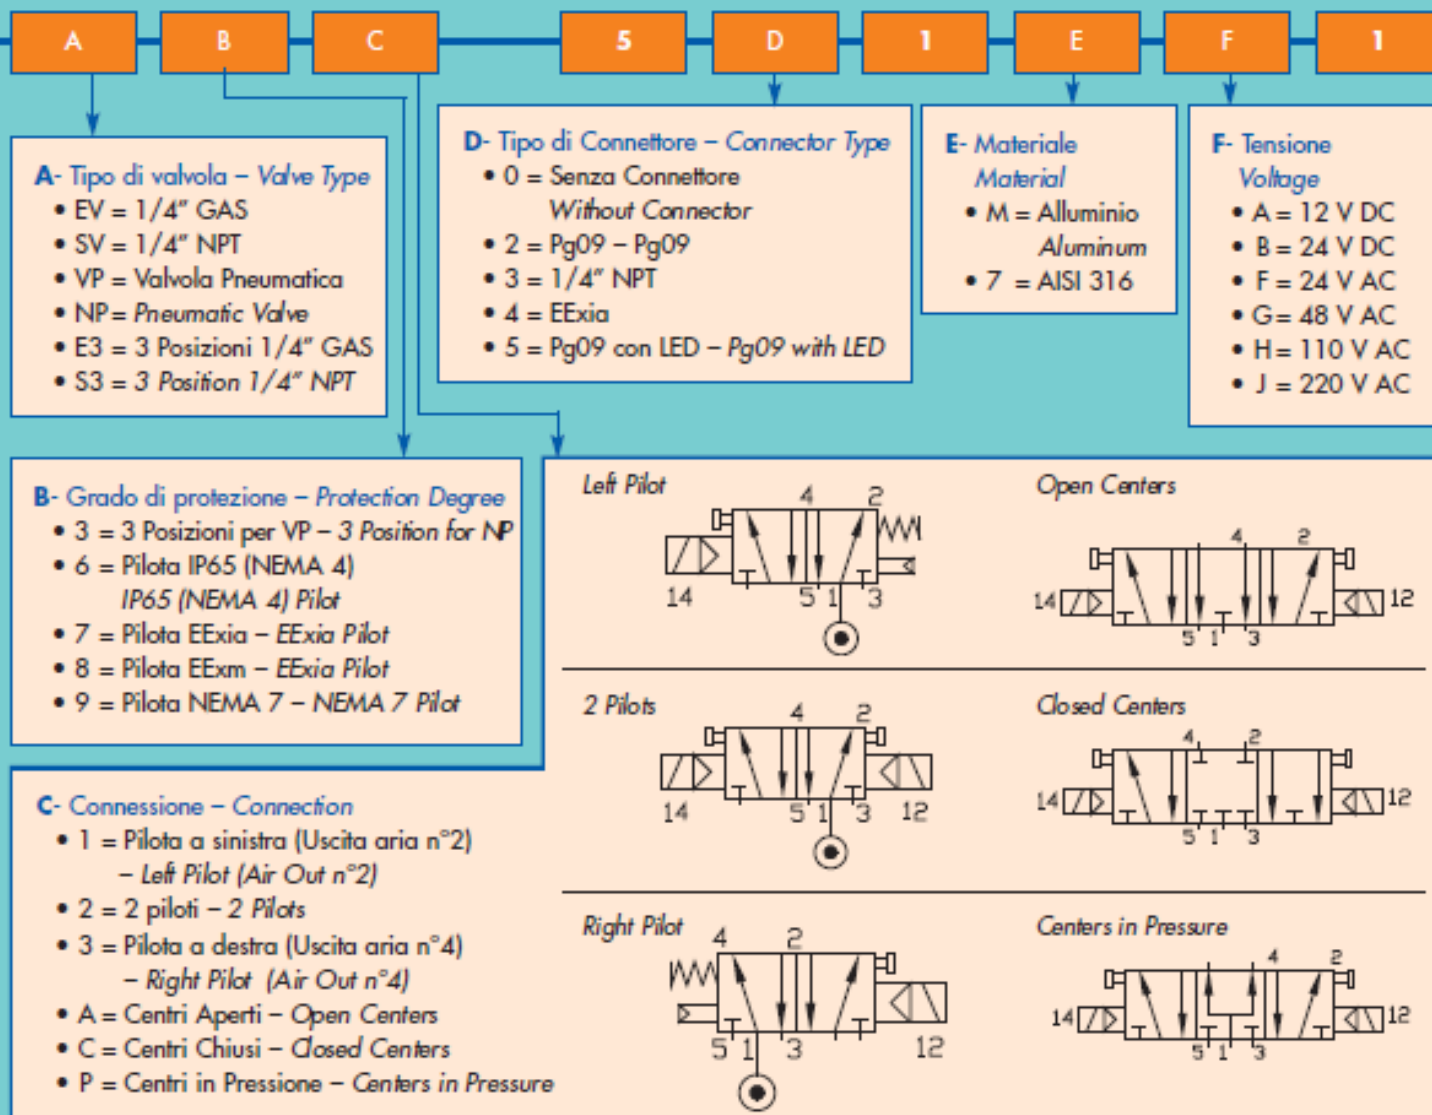 A B C 5 D 1 E F 1
A- Tipo di valvola – Valve Type
• EV = 1/4” GAS
• SV = 1/4” NPT
• VP = Valvola Pneumatica
• NP= Pneumatic Valve
• E3 = 3 Posizioni 1/4” GAS
• S3 = 3 Position 1/4” NPT
D- Tipo di Connettore – Connector Type
• 0 = Senza Connettore
Without Connector
• 2 = Pg09 – Pg09
• 3 = 1/4” NPT
• 4 = EExia
• 5 = Pg09 con LED – Pg09 with LED
E- Materiale
Material
• M = Alluminio
Aluminum
• 7 = AISI 316
F- Tensione
Voltage
• A = 12 V DC
• B = 24 V DC
• F = 24 V AC
• G= 48 V AC
• H = 110 V AC
• J = 220 V AC
B- Grado di protezione – Protection Degree
• 3 = 3 Posizioni per VP – 3 Position for NP
• 6 = Pilota IP65 (NEMA 4)
IP65 (NEMA 4) Pilot
• 7 = Pilota EExia – EExia Pilot
• 8 = Pilota EExm – EExia Pilot
• 9 = Pilota NEMA 7 – NEMA 7 Pilot
C- Connessione – Connection
• 1 = Pilota a sinistra (Uscita aria n°2)
– Left Pilot (Air Out n°2)
• 2 = 2 piloti – 2 Pilots
• 3 = Pilota a destra (Uscita aria n°4)
– Right Pilot (Air Out n°4)
• A = Centri Aperti – Open Centers
• C = Centri Chiusi – Closed Centers
• P = Centri in Pressione – Centers in Pressure
Left Pilot
4 2
14 5 1 3
Open Centers
4 2
14 12
5 1 3
2 Pilots
4 2
14 5 1 3 12
Closed Centers
4 2
14 12
5 1 3
Right Pilot
4 2
5 1 3 12
Centers in Pressure
4 2
14 12
5 1 3